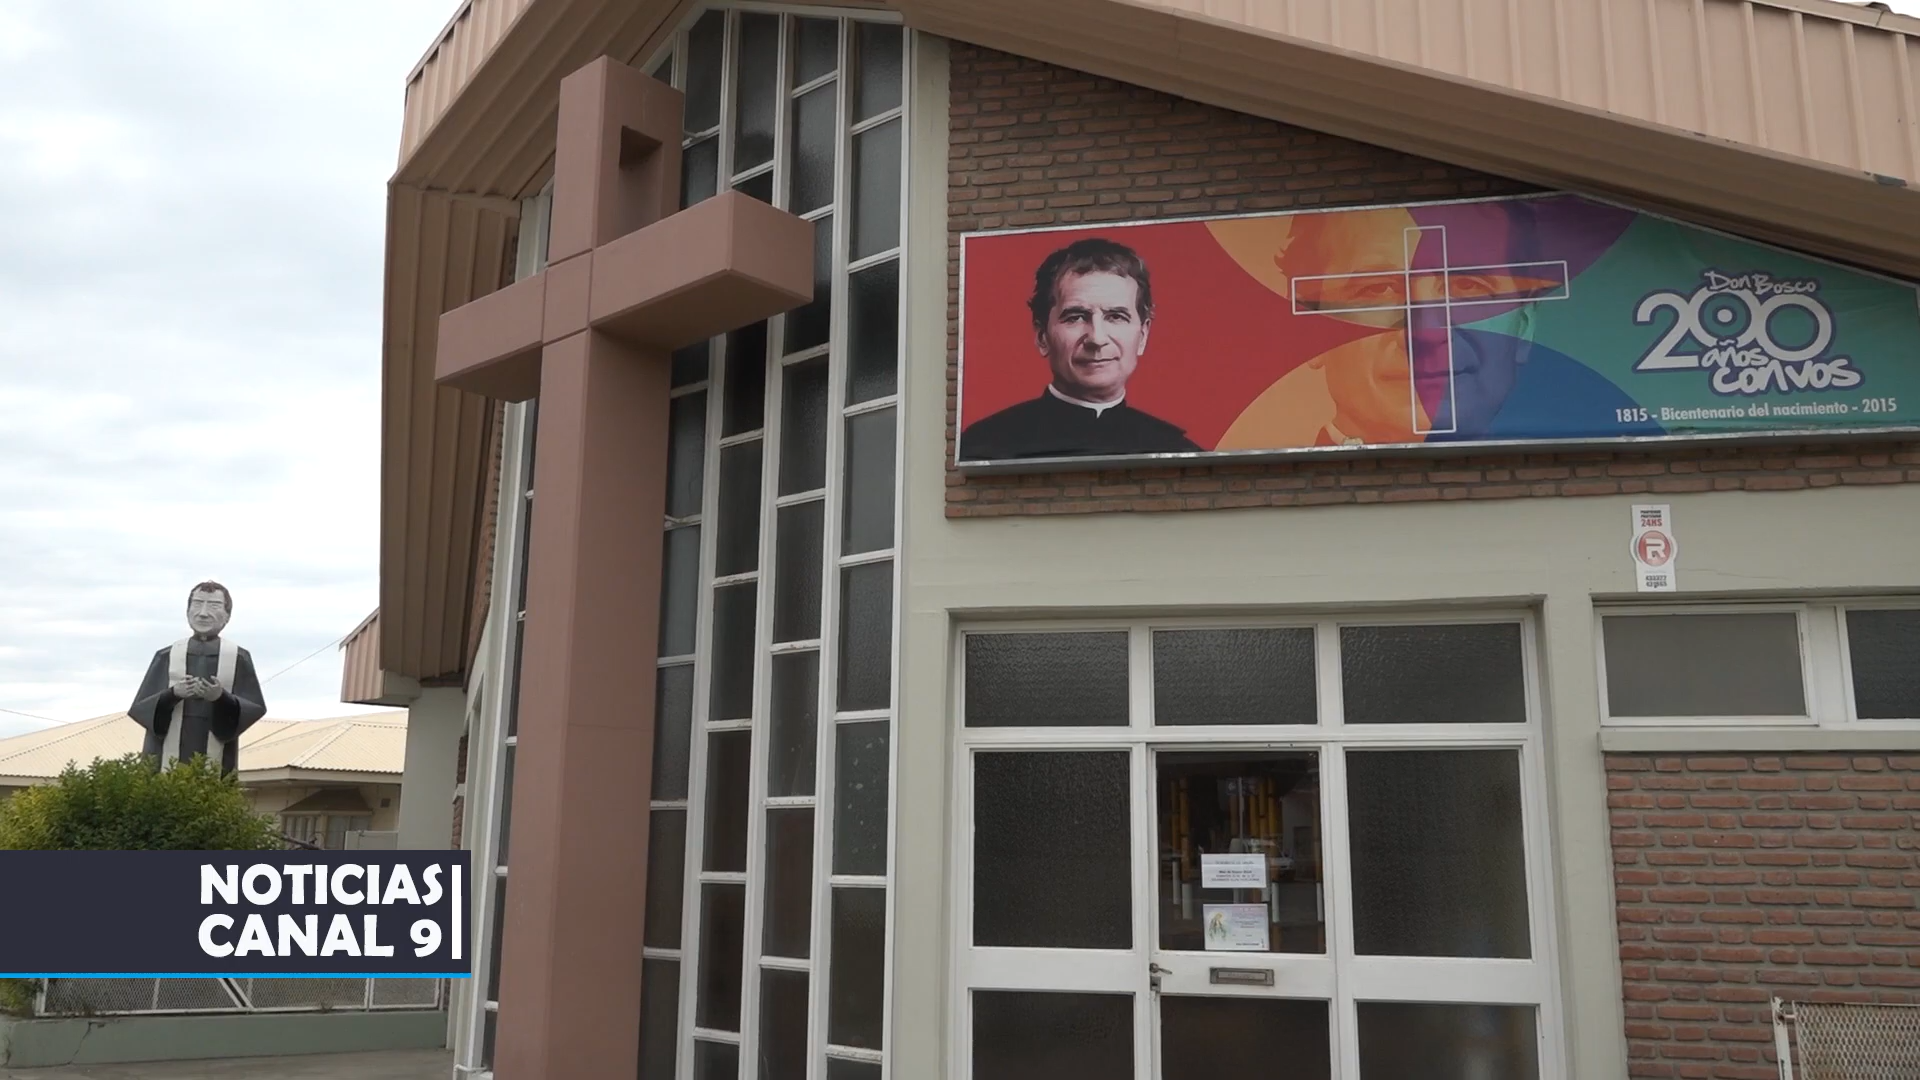 Don Bosco
200
años
con vos
1815 - Bicentenario del nacimiento - 2015
24HS
R
NOTICIAS
CANAL 9